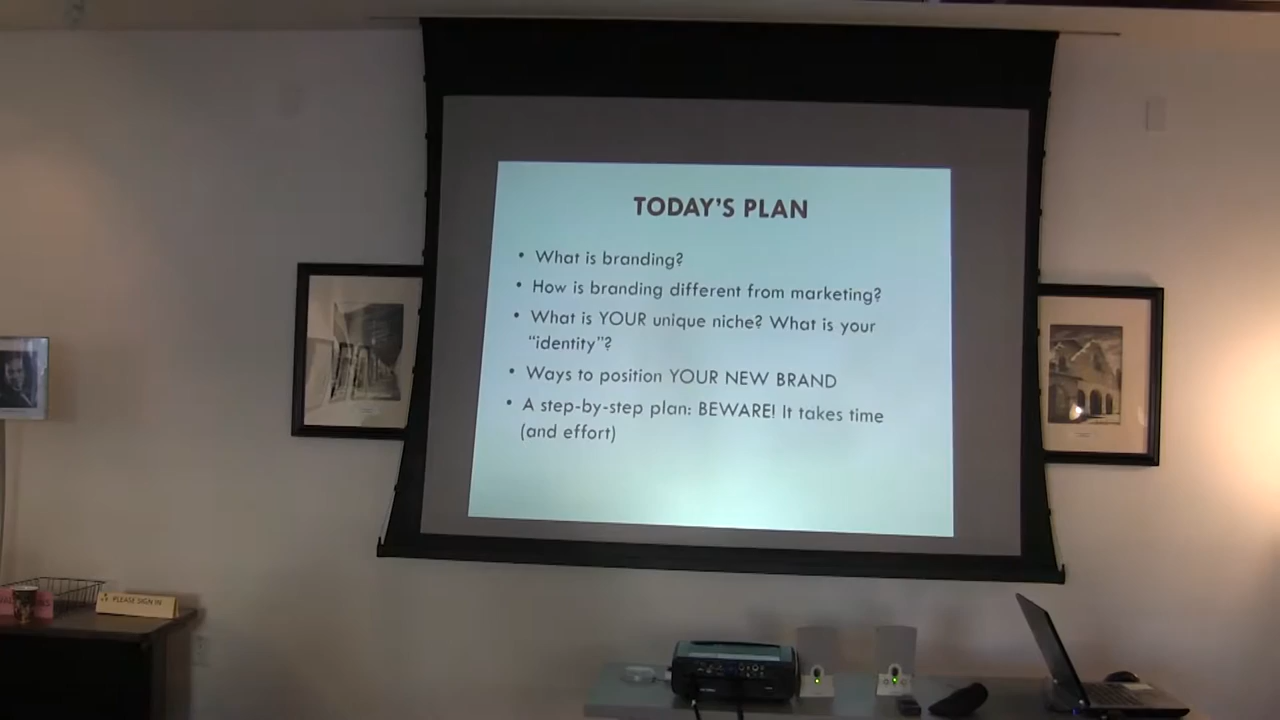 TODAY'S PLAN
• What is branding?
• How is branding different from marketing?
• What is YOUR unique niche? What is your
"identity"?
• Ways to position YOUR NEW BRAND
• A step-by-step plan: BEWARE! It takes time
(and effort)
PLEASE SIGN IN